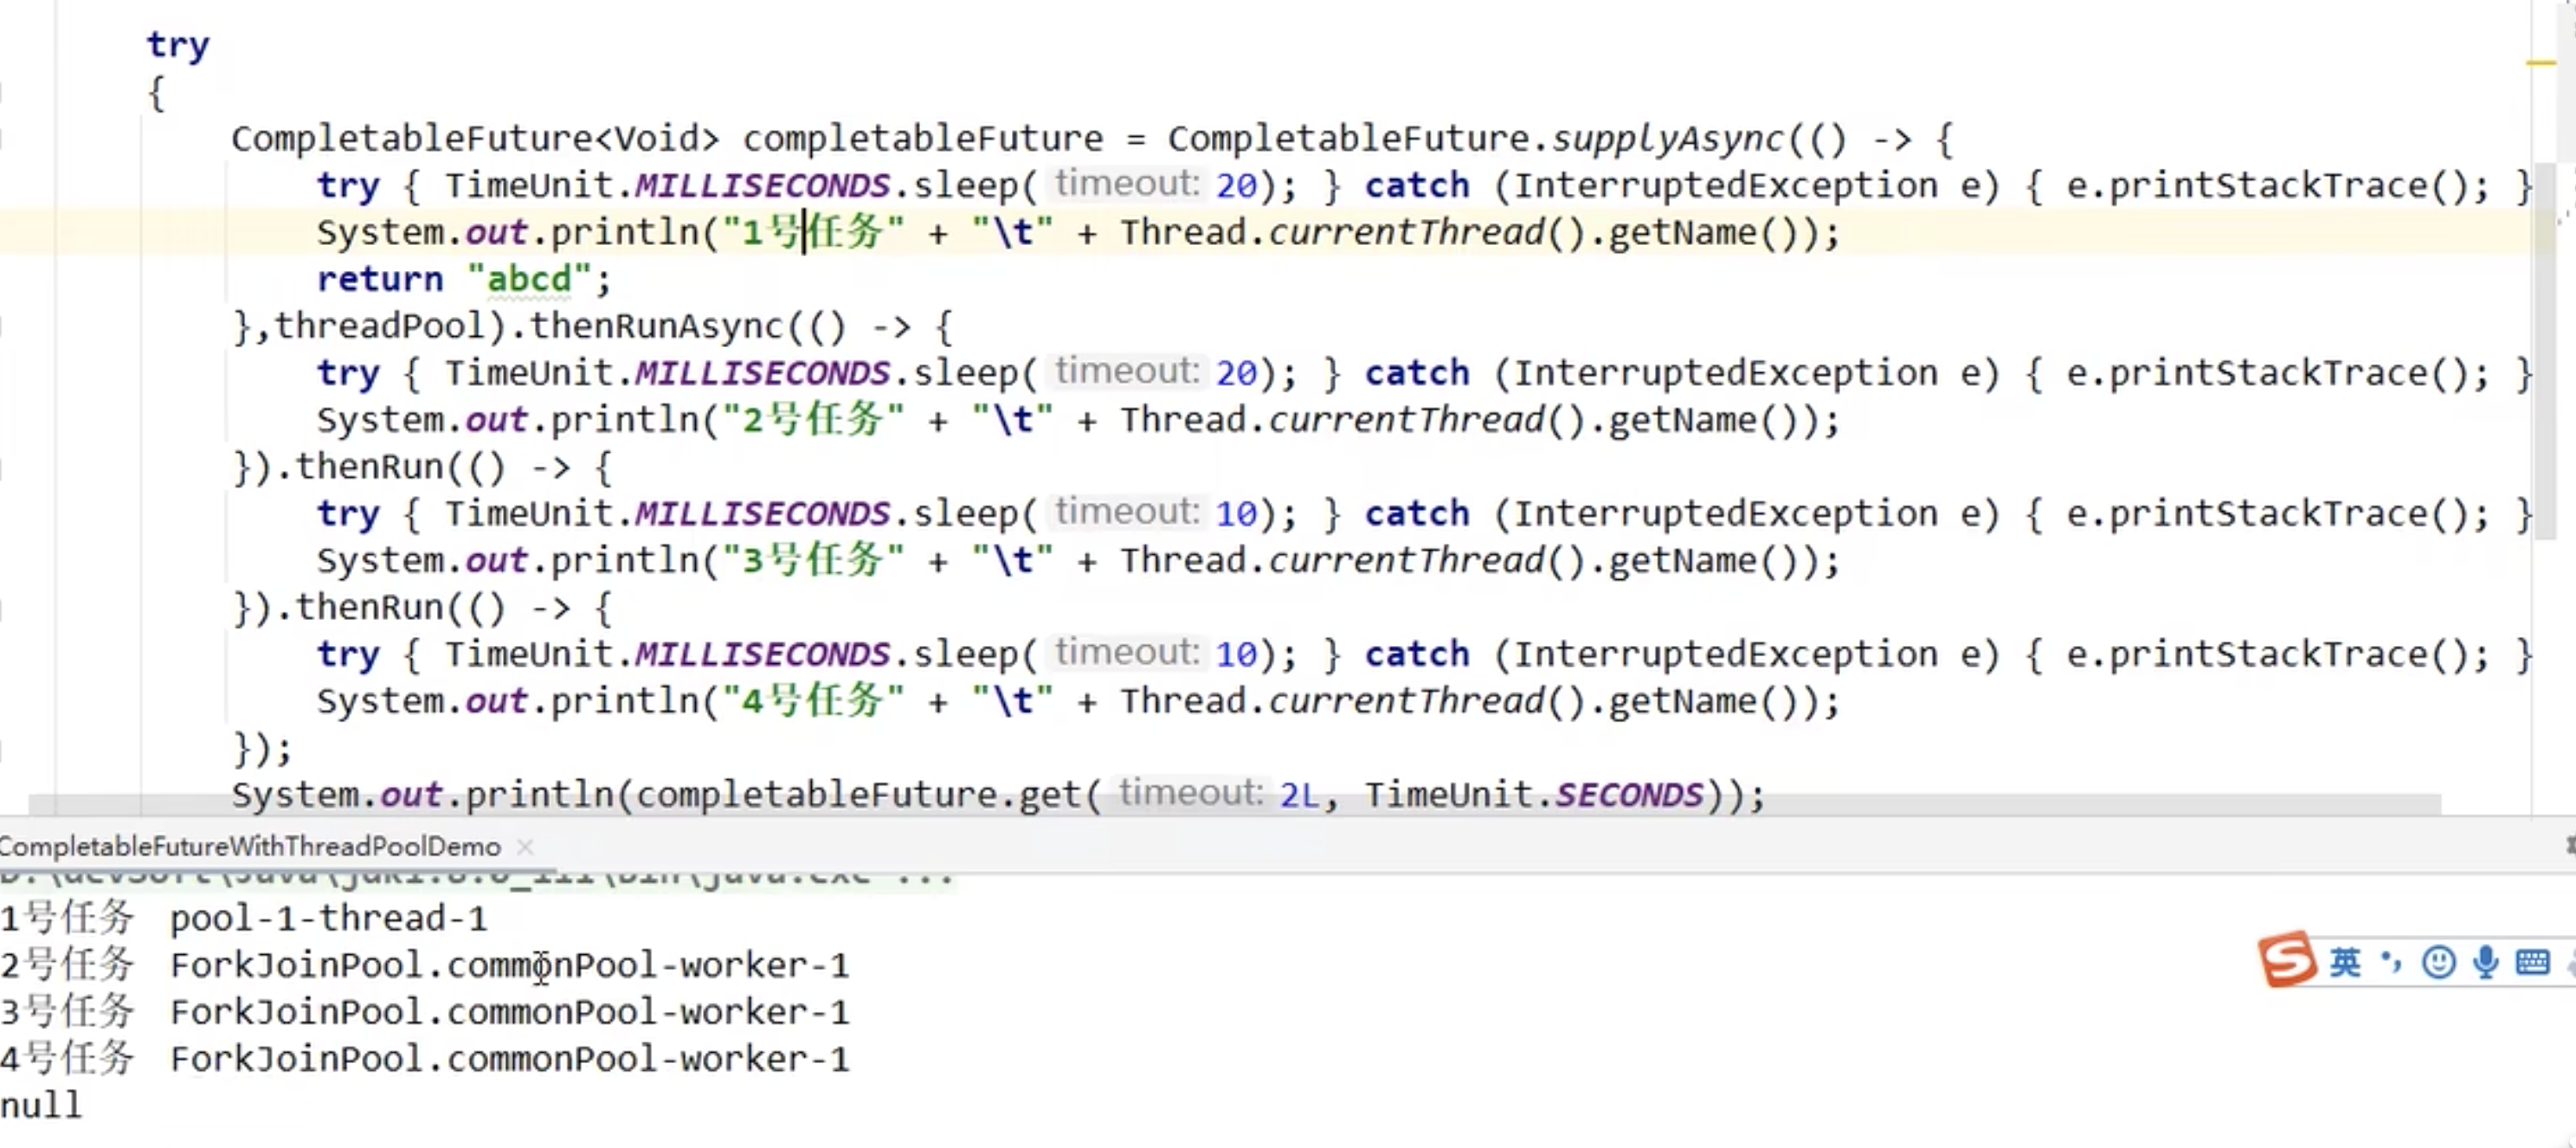 try
{
CompletableFuture<Void> completableFuture = CompletableFuture.supplyAsync(() -> {
try { TimeUnit.MILLISECONDS.sleep( timeout: 20); } catch (InterruptedException e) { e.printStackTrace(); }
System.out.println("1号任务" + "\t" + Thread.currentThread().getName());
return "abcd";
},threadPool).thenRunAsync(() -> {
try { TimeUnit.MILLISECONDS.sleep( timeout: 20); } catch (InterruptedException e) { e.printStackTrace(); }
System.out.println("2号任务" + "\t" + Thread.currentThread().getName());
}).thenRun(() -> {
try { TimeUnit.MILLISECONDS.sleep( timeout: 10); } catch (InterruptedException e) { e.printStackTrace(); }
System.out.println("3号任务" + "\t" + Thread.currentThread().getName());
}).thenRun(() -> {
try { TimeUnit.MILLISECONDS.sleep( timeout: 10); } catch (InterruptedException e) { e.printStackTrace(); }
System.out.println("4号任务" + "\t" + Thread.currentThread().getName());
});
System.out.println(completableFuture.get( timeout: 2L, TimeUnit.SECONDS));
CompletableFutureWithThreadPoolDemo
1号任务 pool-1-thread-1
2号任务 ForkJoinPool.commonPool-worker-1
英
3号任务 ForkJoinPool.commonPool-worker-1
4号任务 ForkJoinPool.commonPool-worker-1
null